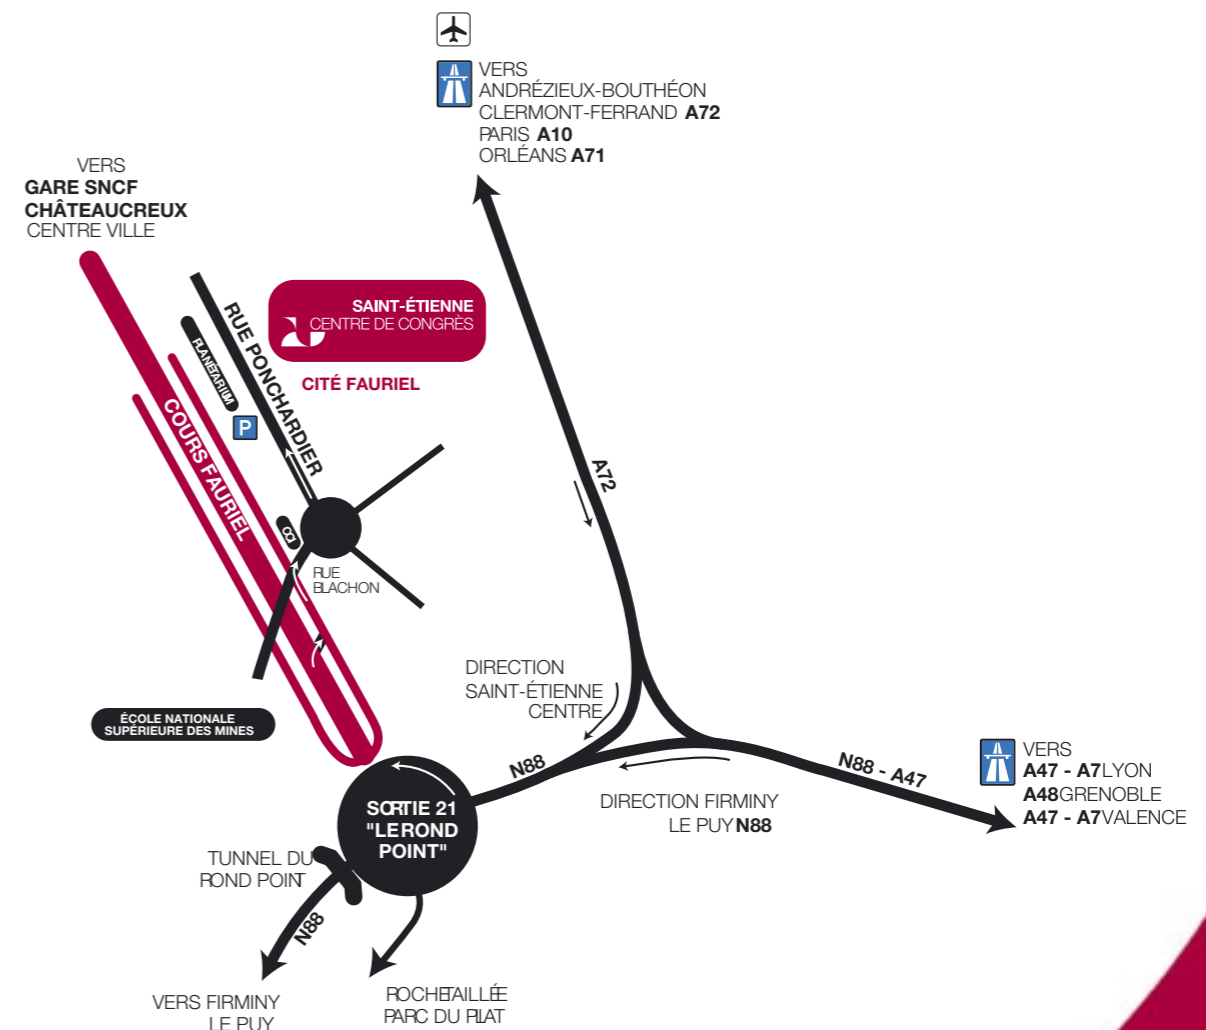 VERS
ANDRÉZIEUX-BOUTHÉON
CLERMONT-FERRAND A72
PARIS A10
ORLÉANS A71
VERS
GARE SNCF
CHÂTEAUCREUX
CENTRE VILLE
RUE PONCHARDIER
SAINT-ÉTIENNE
CENTRE DE CONGRÈS
CITÉ FAURIEL
PLANÉTARIUM
P
COURS FAURIEL
CCI
RUE
BLACHON
A72
ÉCOLE NATIONALE
SUPÉRIEURE DES MINES
DIRECTION
SAINT-ÉTIENNE
CENTRE
N88
N88 - A47
VERS
A47 - A7 LYON
A48 GRENOBLE
A47 - A7 VALENCE
DIRECTION FIRMINY
LE PUY N88
SORTIE 21
"LE ROND
POINT"
TUNNEL DU
ROND POINT
N88
VERS FIRMINY
LE PUY
ROCHETAILLÉE
PARC DU PILAT